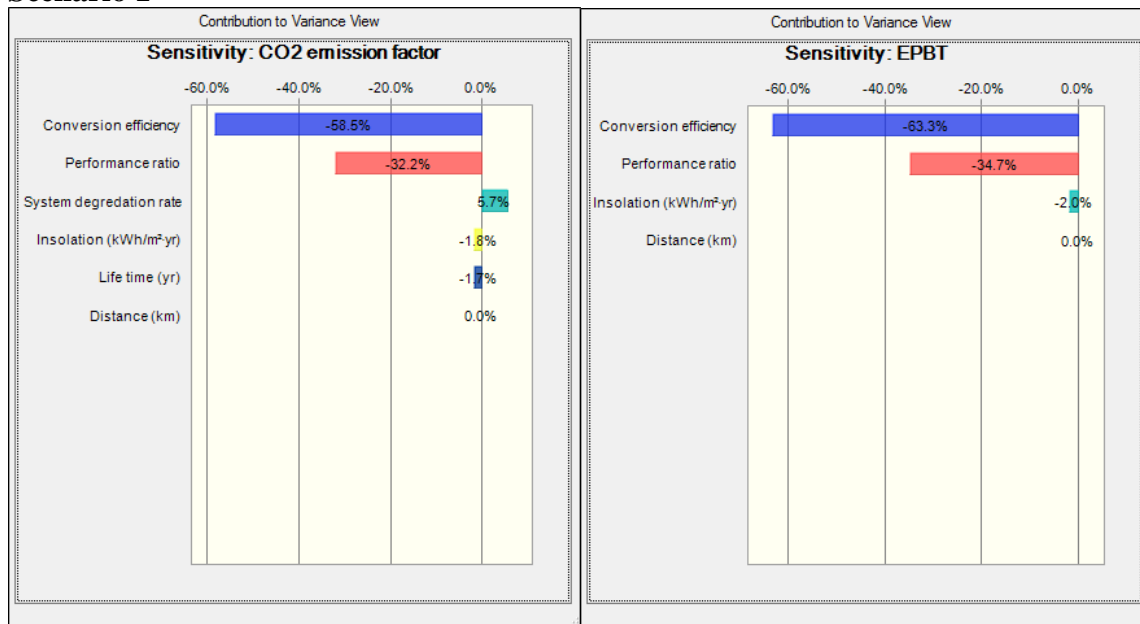 Contribution to Variance View
Sensitivity: CO2 emission factor
-60.0% -40.0% -20.0% 0.0%
Conversion efficiency -58.5%
Performance ratio -32.2%
System degredation rate 5.7%
Insolation (kWh/m²·yr) -1.8%
Life time (yr) -1.7%
Distance (km) 0.0%
Contribution to Variance View
Sensitivity: EPBT
-60.0% -40.0% -20.0% 0.0%
Conversion efficiency -63.3%
Performance ratio -34.7%
Insolation (kWh/m²·yr) -2.0%
Distance (km) 0.0%